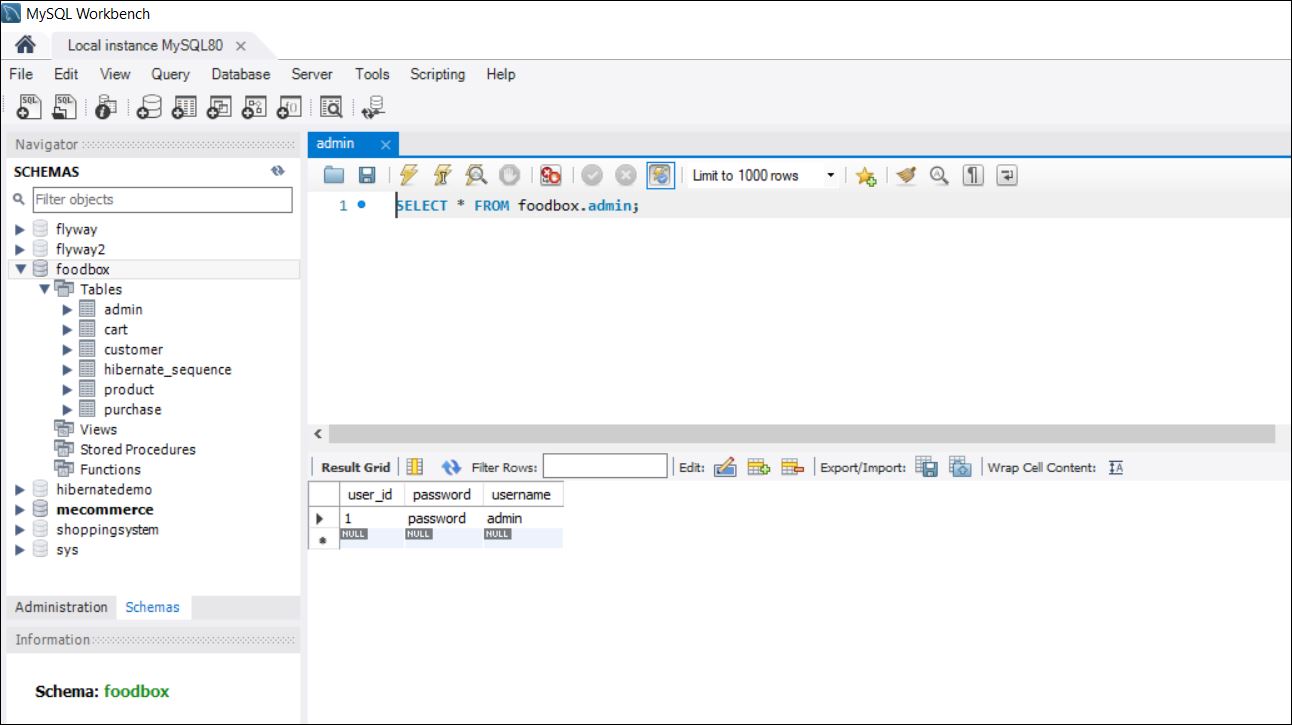 MySQL Workbench
Local instance MySQL80
File Edit View Query Database Server Tools Scripting Help
SQL SQL
Navigator
SCHEMAS
Filter objects
flyway
flyway2
foodbox
Tables
admin
cart
customer
hibernate_sequence
product
purchase
Views
Stored Procedures
Functions
hibernatedemo
mecommerce
shoppingsystem
sys
Administration Schemas
Information
Schema: foodbox
admin
Limit to 1000 rows
1 SELECT * FROM foodbox.admin;
Result Grid Filter Rows: Edit: Export/Import: Wrap Cell Content:
user_id password username
1 password admin
NULL NULL NULL